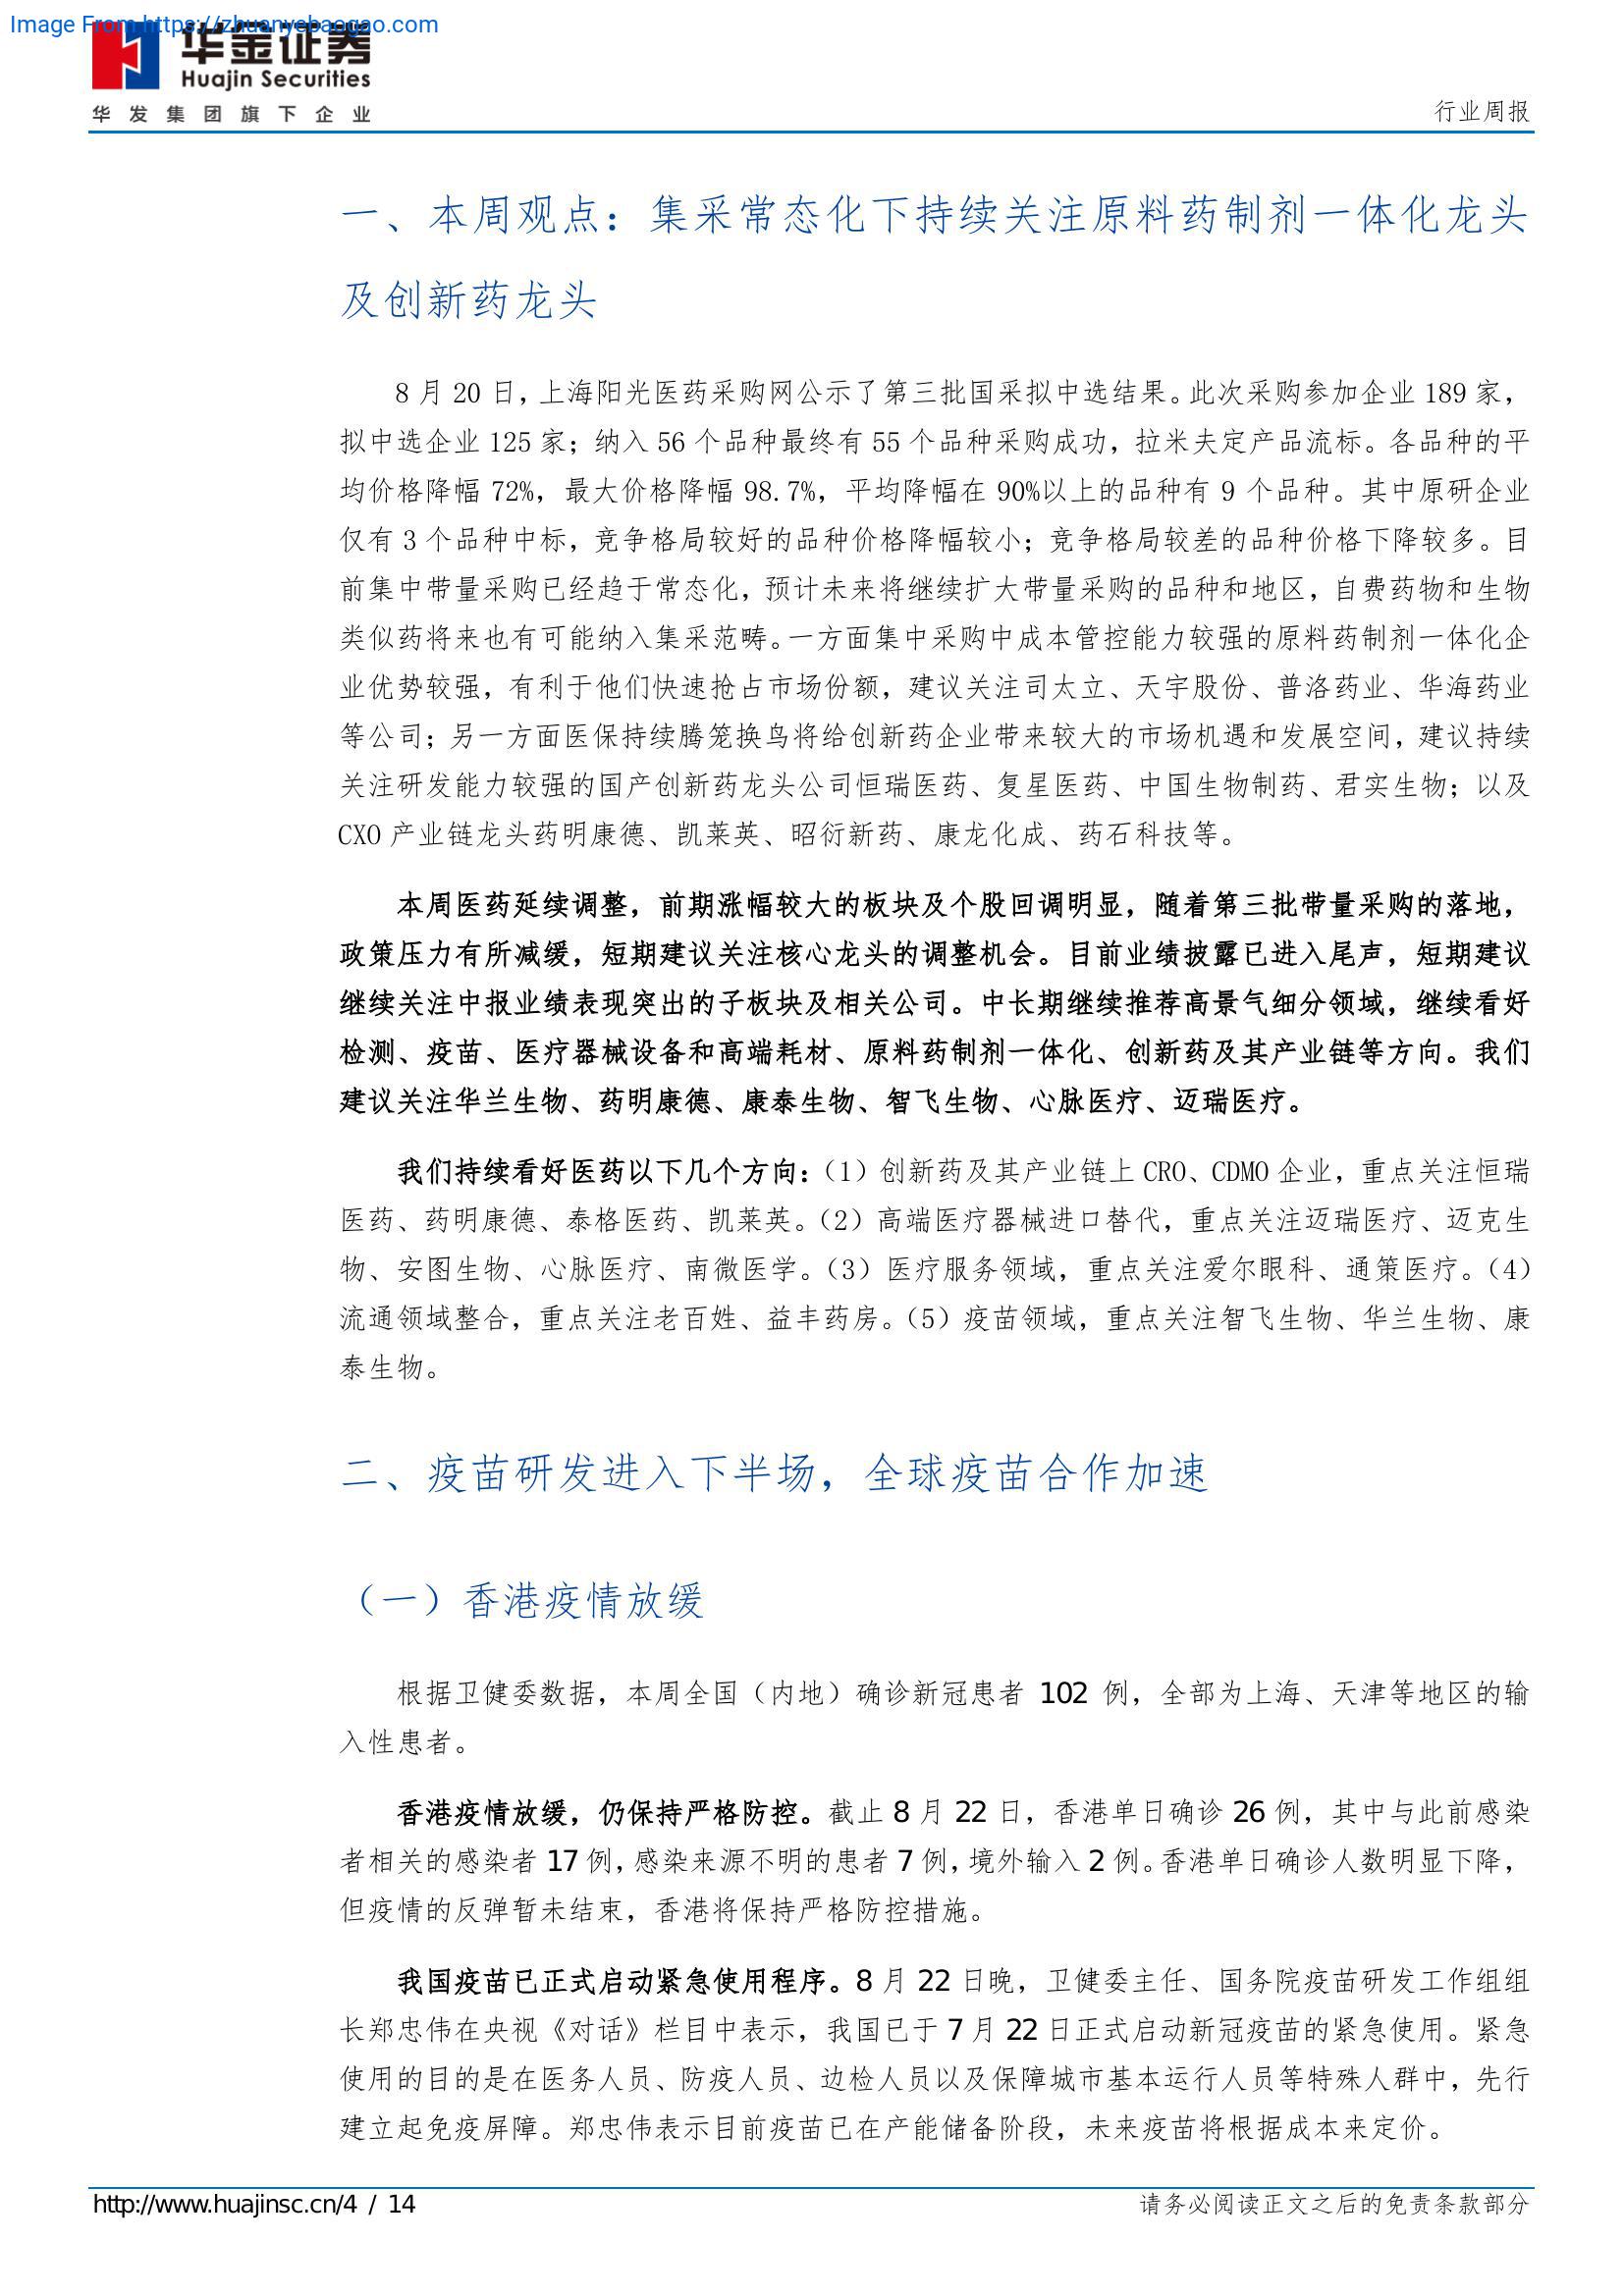 Image From https://zhuanyebaogao.com
华金证券
Huajin Securities
华发集团旗下企业
行业周报
一、本周观点：集采常态化下持续关注原料药制剂一体化龙头
及创新药龙头
8 月 20 日，上海阳光医药采购网公示了第三批国采拟中选结果。此次采购参加企业 189 家，
拟中选企业 125 家；纳入 56 个品种最终有 55 个品种采购成功，拉米夫定产品流标。各品种的平
均价格降幅 72%，最大价格降幅 98.7%，平均降幅在 90%以上的品种有 9 个品种。其中原研企业
仅有 3 个品种中标，竞争格局较好的品种价格降幅较小；竞争格局较差的品种价格下降较多。目
前集中带量采购已经趋于常态化，预计未来将继续扩大带量采购的品种和地区，自费药物和生物
类似药将来也有可能纳入集采范畴。一方面集中采购中成本管控能力较强的原料药制剂一体化企
业优势较强，有利于他们快速抢占市场份额，建议关注司太立、天宇股份、普洛药业、华海药业
等公司；另一方面医保持续腾笼换鸟将给创新药企业带来较大的市场机遇和发展空间，建议持续
关注研发能力较强的国产创新药龙头公司恒瑞医药、复星医药、中国生物制药、君实生物；以及
CXO 产业链龙头药明康德、凯莱英、昭衍新药、康龙化成、药石科技等。
本周医药延续调整，前期涨幅较大的板块及个股回调明显，随着第三批带量采购的落地，
政策压力有所减缓，短期建议关注核心龙头的调整机会。目前业绩披露已进入尾声，短期建议
继续关注中报业绩表现突出的子板块及相关公司。中长期继续推荐高景气细分领域，继续看好
检测、疫苗、医疗器械设备和高端耗材、原料药制剂一体化、创新药及其产业链等方向。我们
建议关注华兰生物、药明康德、康泰生物、智飞生物、心脉医疗、迈瑞医疗。
我们持续看好医药以下几个方向：（1）创新药及其产业链上 CRO、CDMO 企业，重点关注恒瑞
医药、药明康德、泰格医药、凯莱英。（2）高端医疗器械进口替代，重点关注迈瑞医疗、迈克生
物、安图生物、心脉医疗、南微医学。（3）医疗服务领域，重点关注爱尔眼科、通策医疗。（4）
流通领域整合，重点关注老百姓、益丰药房。（5）疫苗领域，重点关注智飞生物、华兰生物、康
泰生物。
二、疫苗研发进入下半场，全球疫苗合作加速
（一）香港疫情放缓
根据卫健委数据，本周全国（内地）确诊新冠患者 102 例，全部为上海、天津等地区的输
入性患者。
香港疫情放缓，仍保持严格防控。截止 8 月 22 日，香港单日确诊 26 例，其中与此前感染
者相关的感染者 17 例，感染来源不明的患者 7 例，境外输入 2 例。香港单日确诊人数明显下降，
但疫情的反弹暂未结束，香港将保持严格防控措施。
我国疫苗已正式启动紧急使用程序。8 月 22 日晚，卫健委主任、国务院疫苗研发工作组组
长郑忠伟在央视《对话》栏目中表示，我国已于 7 月 22 日正式启动新冠疫苗的紧急使用。紧急
使用的目的是在医务人员、防疫人员、边检人员以及保障城市基本运行人员等特殊人群中，先行
建立起免疫屏障。郑忠伟表示目前疫苗已在产能储备阶段，未来疫苗将根据成本来定价。
http://www.huajinsc.cn/4 / 14
请务必阅读正文之后的免责条款部分